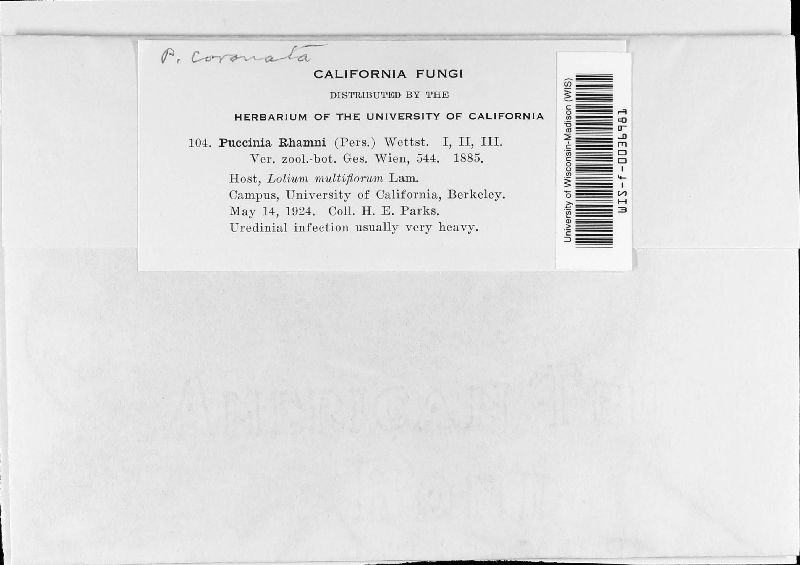 P. coronata
CALIFORNIA FUNGI
DISTRIBUTED BY THE
HERBARIUM OF THE UNIVERSITY OF CALIFORNIA
104. Puccinia Rhamni (Pers.) Wettst. I, II, III.
Ver. zool.-bot. Ges. Wien, 544. 1885.
Host, Lolium multiflorum Lam.
Campus, University of California, Berkeley.
May 14, 1924. Coll. H. E. Parks.
Uredinial infection usually very heavy.
University of Wisconsin-Madison (WIS)